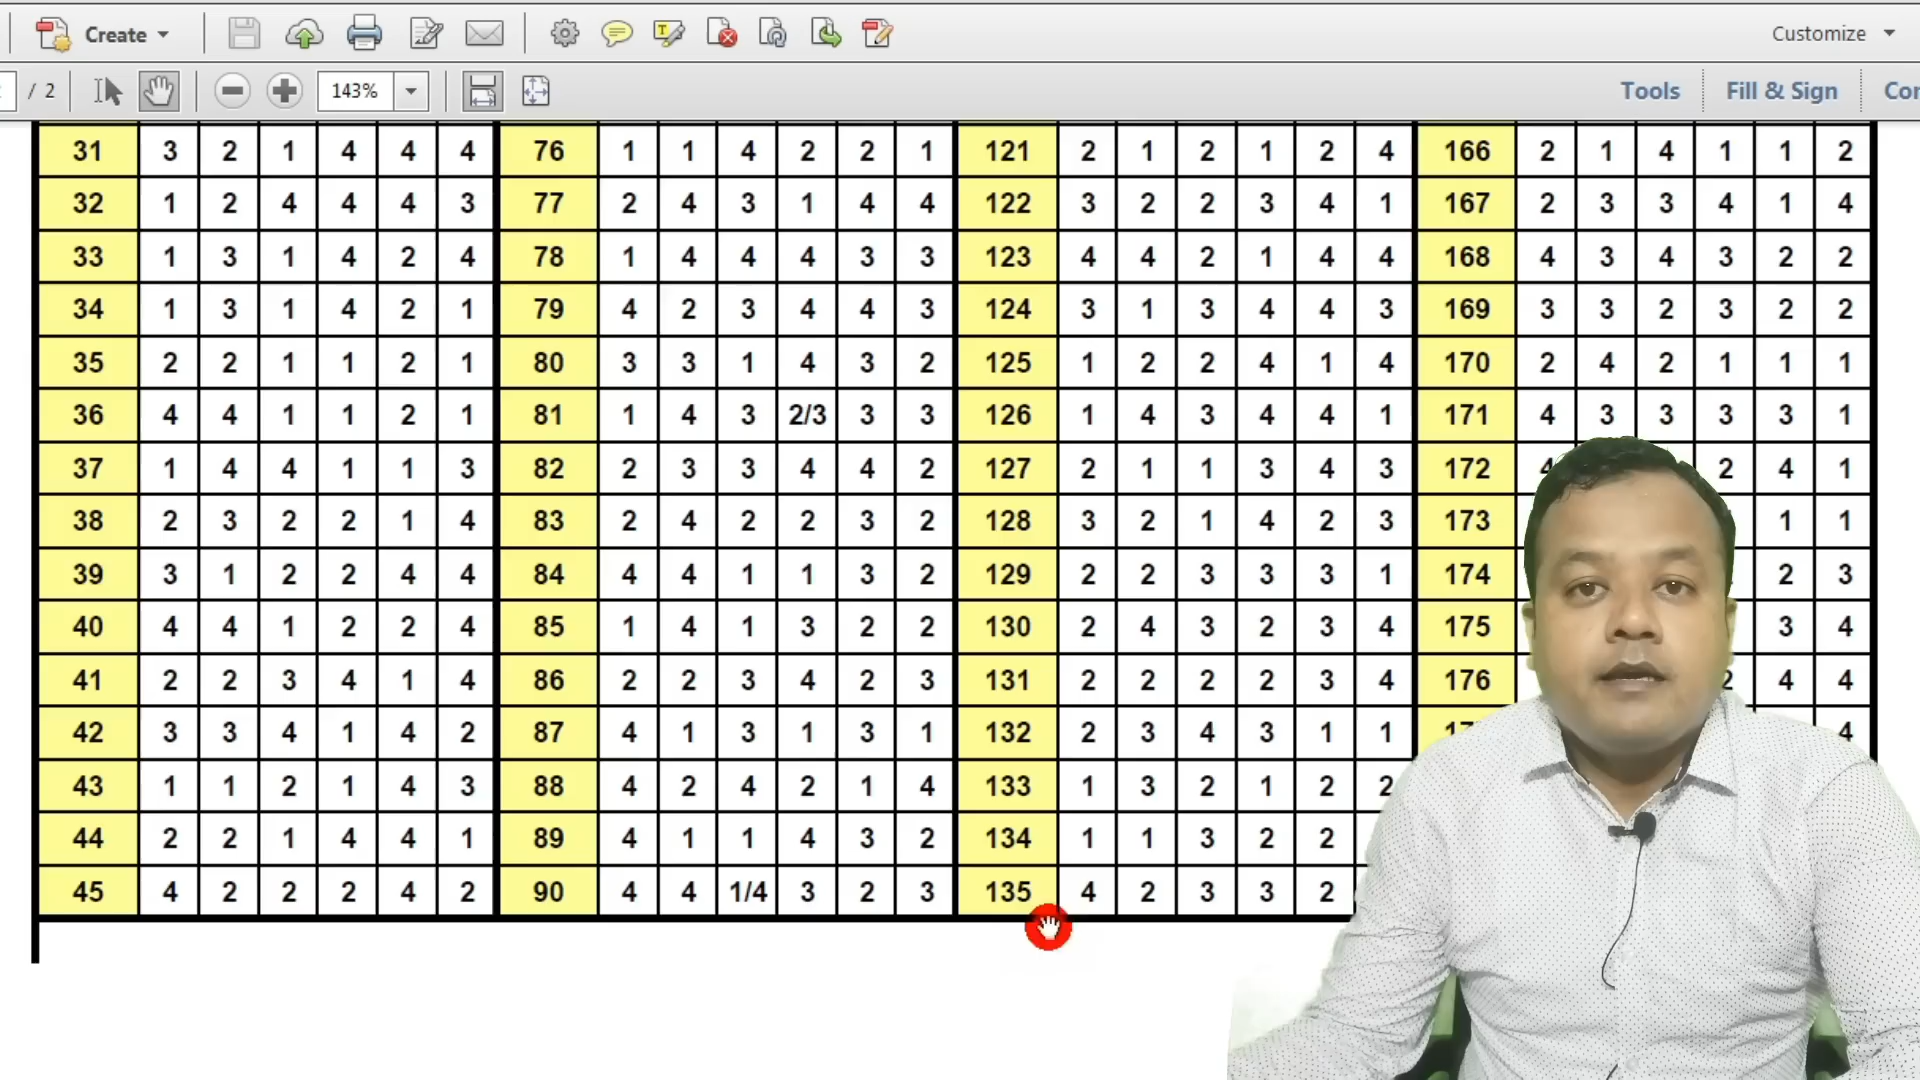 Create
Customize
/ 2
143%
Tools
Fill & Sign
Cor
31 3 2 1 4 4 4 76 1 1 4 2 2 1 121 2 1 2 1 2 4 166 2 1 4 1 1 2
32 1 2 4 4 4 3 77 2 4 3 1 4 4 122 3 2 2 3 4 1 167 2 3 3 4 1 4
33 1 3 1 4 2 4 78 1 4 4 4 3 3 123 4 4 2 1 4 4 168 4 3 4 3 2 2
34 1 3 1 4 2 1 79 4 2 3 4 4 3 124 3 1 3 4 4 3 169 3 3 2 3 2 2
35 2 2 1 1 2 1 80 3 3 1 4 3 2 125 1 2 2 4 1 4 170 2 4 2 1 1 1
36 4 4 1 1 2 1 81 1 4 3 2/3 3 3 126 1 4 3 4 4 1 171 4 3 3 3 3 1
37 1 4 4 1 1 3 82 2 3 3 4 4 2 127 2 1 1 3 4 3 172 4 2 4 1
38 2 3 2 2 1 4 83 2 4 2 2 3 2 128 3 2 1 4 2 3 173 1 1
39 3 1 2 2 4 4 84 4 4 1 1 3 2 129 2 2 3 3 3 1 174 2 3
40 4 4 1 2 2 4 85 1 4 1 3 2 2 130 2 4 3 2 3 4 175 3 4
41 2 2 3 4 1 4 86 2 2 3 4 2 3 131 2 2 2 2 3 4 176 2 4 4
42 3 3 4 1 4 2 87 4 1 3 1 3 1 132 2 3 4 3 1 1 4
43 1 1 2 1 4 3 88 4 2 4 2 1 4 133 1 3 2 1 2 2
44 2 2 1 4 4 1 89 4 1 1 4 3 2 134 1 1 3 2 2
45 4 2 2 2 4 2 90 4 4 1/4 3 2 3 135 4 2 3 3 2